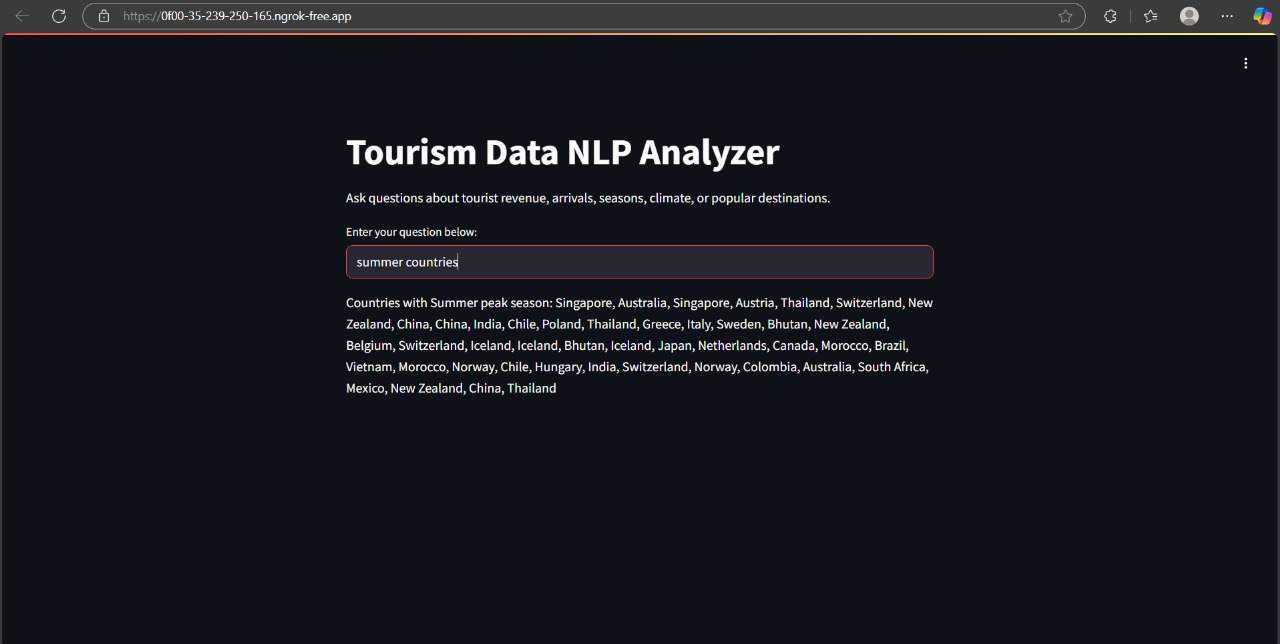 https://0f00-35-239-250-165.ngrok-free.app
Tourism Data NLP Analyzer
Ask questions about tourist revenue, arrivals, seasons, climate, or popular destinations.
Enter your question below:
summer countries
Countries with Summer peak season: Singapore, Australia, Singapore, Austria, Thailand, Switzerland, New
Zealand, China, China, India, Chile, Poland, Thailand, Greece, Italy, Sweden, Bhutan, New Zealand,
Belgium, Switzerland, Iceland, Iceland, Bhutan, Iceland, Japan, Netherlands, Canada, Morocco, Brazil,
Vietnam, Morocco, Norway, Chile, Hungary, India, Switzerland, Norway, Colombia, Australia, South Africa,
Mexico, New Zealand, China, Thailand